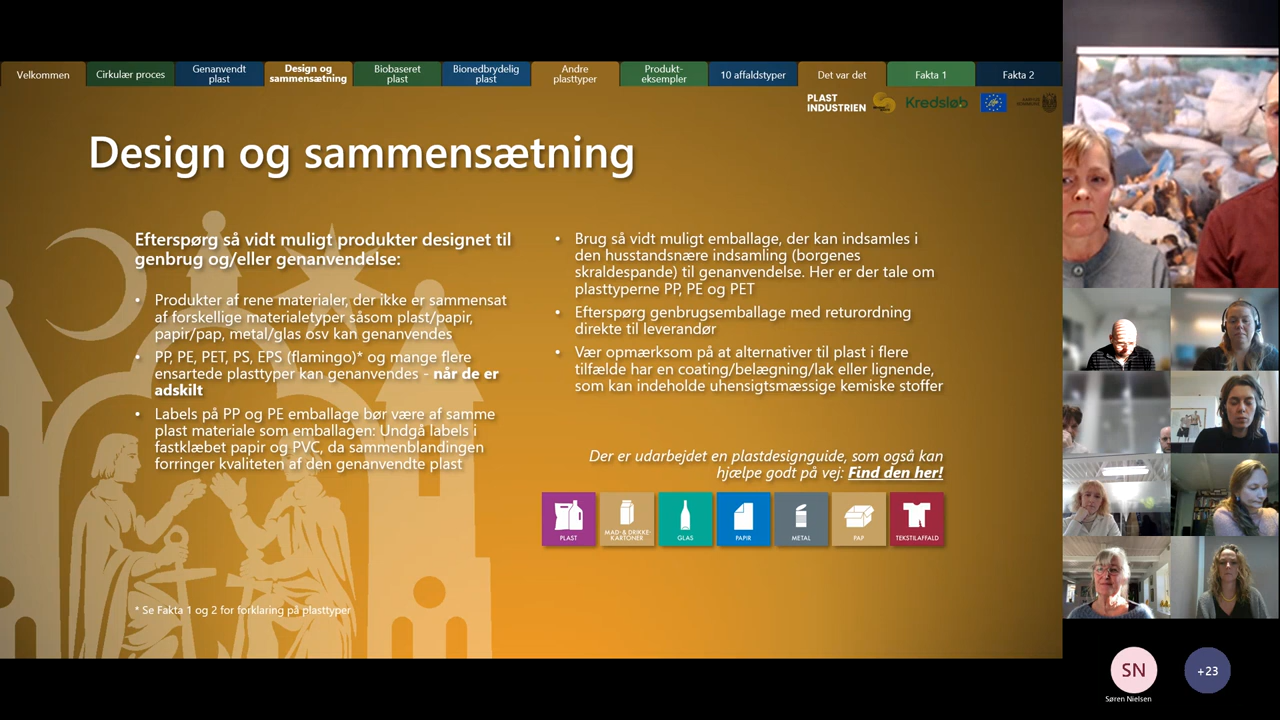 Velkommen
Cirkulær proces
Genanvendt
plast
Design og
sammensætning
Biobaseret
plast
Bionedbrydelig
plast
Andre
plasttyper
Produkt-
eksempler
10 affaldstyper
Det var det
Fakta 1
Fakta 2
PLAST
INDUSTRIEN
Kredsløb
Design og sammensætning
Efterspørg så vidt muligt produkter designet til
genbrug og/eller genanvendelse:
• Produkter af rene materialer, der ikke er sammensat
af forskellige materialetyper såsom plast/papir,
papir/pap, metal/glas osv kan genanvendes
• PP, PE, PET, PS, EPS (flamingo)* og mange flere
ensartede plasttyper kan genanvendes - når de er
adskilt
• Labels på PP og PE emballage bør være af samme
plast materiale som emballagen: Undgå labels i
fastklæbet papir og PVC, da sammenblandingen
forringer kvaliteten af den genanvendte plast
* Se Fakta 1 og 2 for forklaring på plasttyper
• Brug så vidt muligt emballage, der kan indsamles i
den husstandsnære indsamling (borgenes
skraldespande) til genanvendelse. Her er der tale om
plasttyperne PP, PE og PET
• Efterspørg genbrugsemballage med returordning
direkte til leverandør
• Vær opmærksom på at alternativer til plast i flere
tilfælde har en coating/belægning/lak eller lignende,
som kan indeholde uhensigtsmæssige kemiske stoffer
Der er udarbejdet en plastdesignguide, som også kan
hjælpe godt på vej: Find den her!
PLAST
MAD- & DRIKKE-
KARTONER
GLAS
PAPIR
METAL
PAP
TEKSTILAFFALD
SN
Søren Nielsen
+23